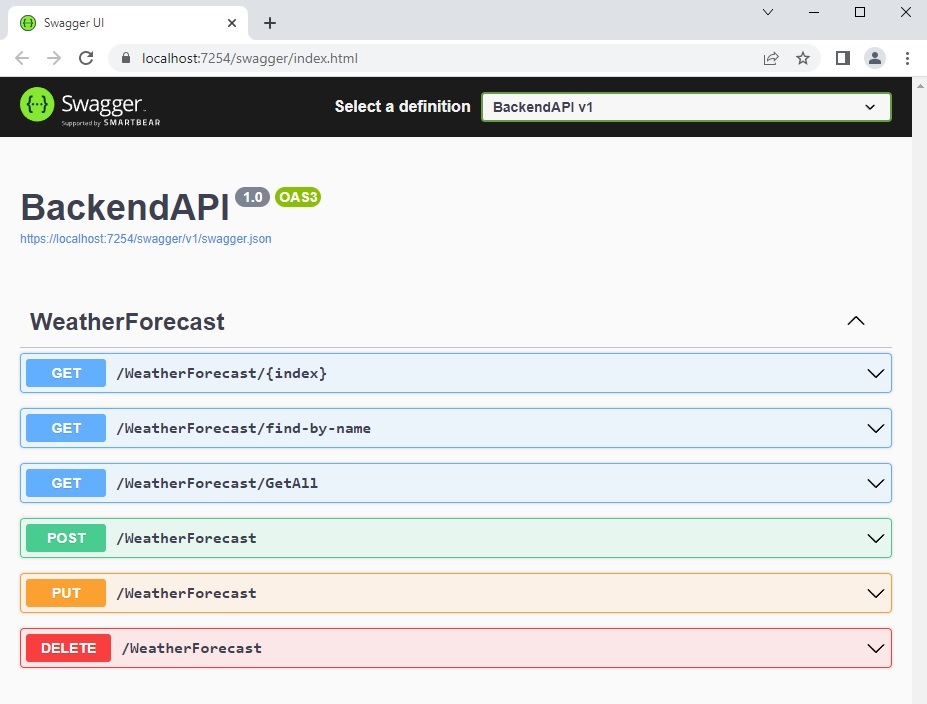 Swagger UI
localhost:7254/swagger/index.html
Swagger
Supported by SMARTBEAR
Select a definition
BackendAPI v1
BackendAPI 1.0 OAS3
https://localhost:7254/swagger/v1/swagger.json
WeatherForecast
GET /WeatherForecast/{index}
GET /WeatherForecast/find-by-name
GET /WeatherForecast/GetAll
POST /WeatherForecast
PUT /WeatherForecast
DELETE /WeatherForecast